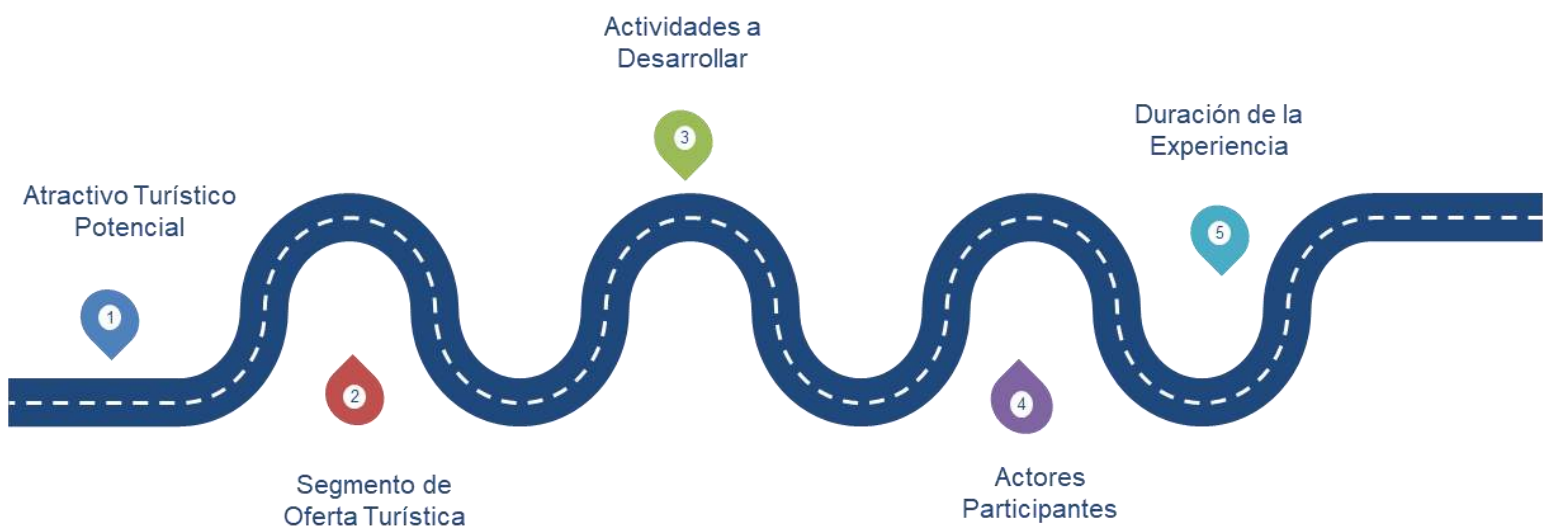 Atractivo Turístico
Potencial
1
2
Segmento de
Oferta Turística
Actividades a
Desarrollar
3
4
Actores
Participantes
Duración de la
Experiencia
5